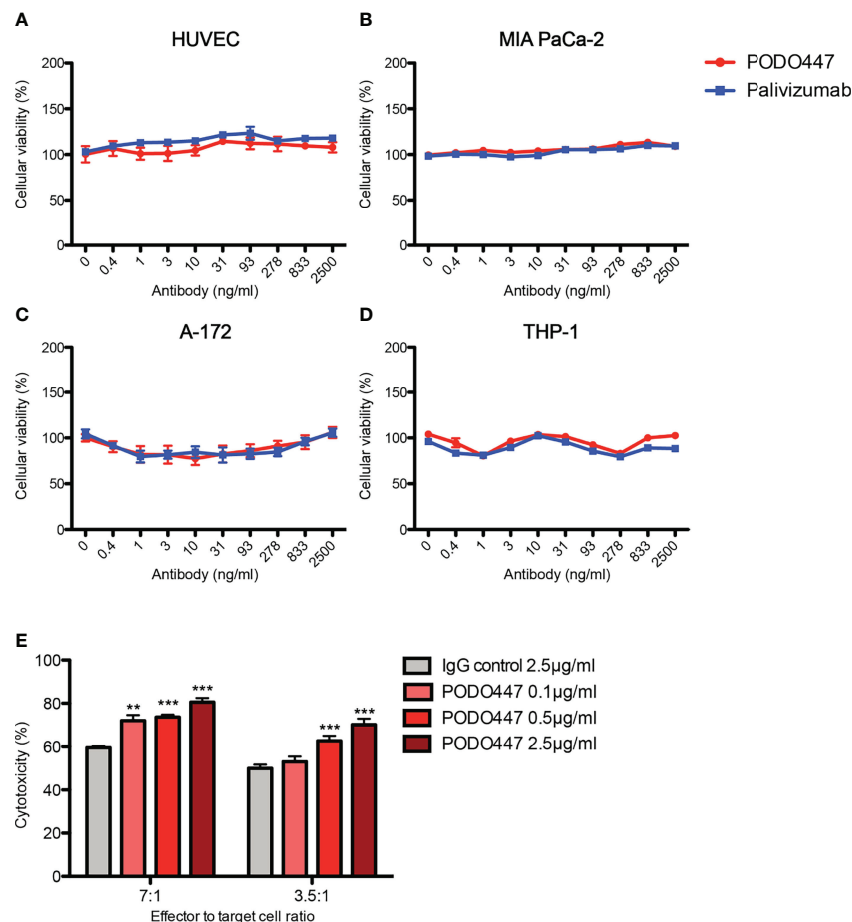 A
HUVEC
200
150
100
50
0
Cellular viability (%)
0 0.4 1 3 10 31 93 278 833 2500
Antibody (ng/ml)
B
MIA PaCa-2
200
150
100
50
0
Cellular viability (%)
0 0.4 1 3 10 31 93 278 833 2500
Antibody (ng/ml)
PODO447
Palivizumab
C
A-172
200
150
100
50
0
Cellular viability (%)
0 0.4 1 3 10 31 93 278 833 2500
Antibody (ng/ml)
D
THP-1
200
150
100
50
0
Cellular viability (%)
0 0.4 1 3 10 31 93 278 833 2500
Antibody (ng/ml)
E
100
80
60
40
20
0
Cytotoxicity (%)
** *** ***
*** ***
7:1 3.5:1
Effector to target cell ratio
IgG control 2.5µg/ml
PODO447 0.1µg/ml
PODO447 0.5µg/ml
PODO447 2.5µg/ml